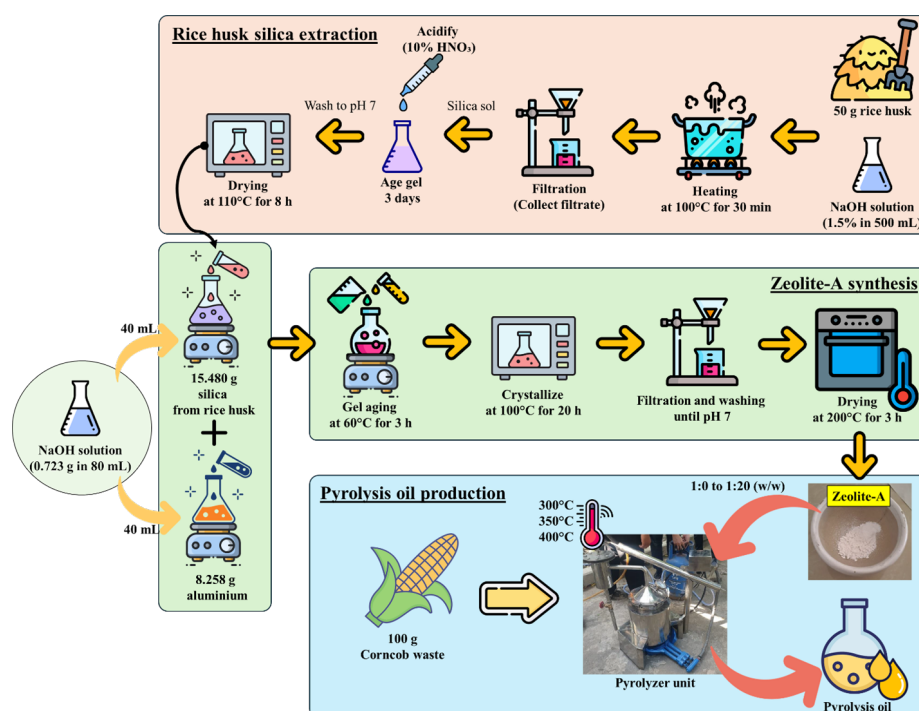 Rice husk silica extraction
Acidify
(10% HNO₃)
50 g rice husk
NaOH solution
(1.5% in 500 mL)
Heating
at 100°C for 30 min
Filtration
(Collect filtrate)
Silica sol
Age gel
3 days
Wash to pH 7
Drying
at 110°C for 8 h
NaOH solution
(0.723 g in 80 mL)
40 mL
40 mL
15.480 g
silica
from rice husk
+
8.258 g
aluminium
Zeolite-A synthesis
Gel aging
at 60°C for 3 h
Crystallize
at 100°C for 20 h
Filtration and washing
until pH 7
Drying
at 200°C for 3 h
Pyrolysis oil production
1:0 to 1:20 (w/w)
Zeolite-A
300°C
350°C
400°C
100 g
Corncob waste
Pyrolyzer unit
Pyrolysis oil